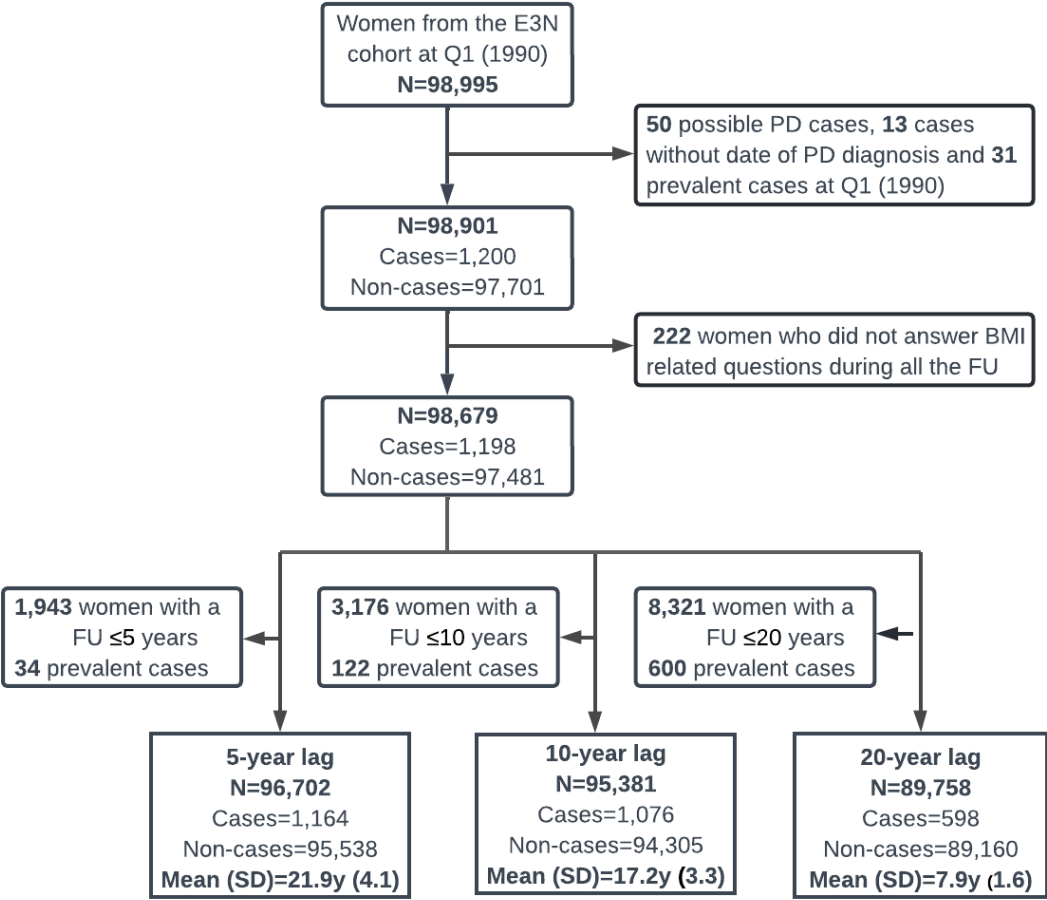 Women from the E3N
cohort at Q1 (1990)
N=98,995
50 possible PD cases, 13 cases
without date of PD diagnosis and 31
prevalent cases at Q1 (1990)
N=98,901
Cases=1,200
Non-cases=97,701
222 women who did not answer BMI
related questions during all the FU
N=98,679
Cases=1,198
Non-cases=97,481
1,943 women with a
FU ≤5 years
34 prevalent cases
3,176 women with a
FU ≤10 years
122 prevalent cases
8,321 women with a
FU ≤20 years
600 prevalent cases
5-year lag
N=96,702
Cases=1,164
Non-cases=95,538
Mean (SD)=21.9y (4.1)
10-year lag
N=95,381
Cases=1,076
Non-cases=94,305
Mean (SD)=17.2y (3.3)
20-year lag
N=89,758
Cases=598
Non-cases=89,160
Mean (SD)=7.9y (1.6)